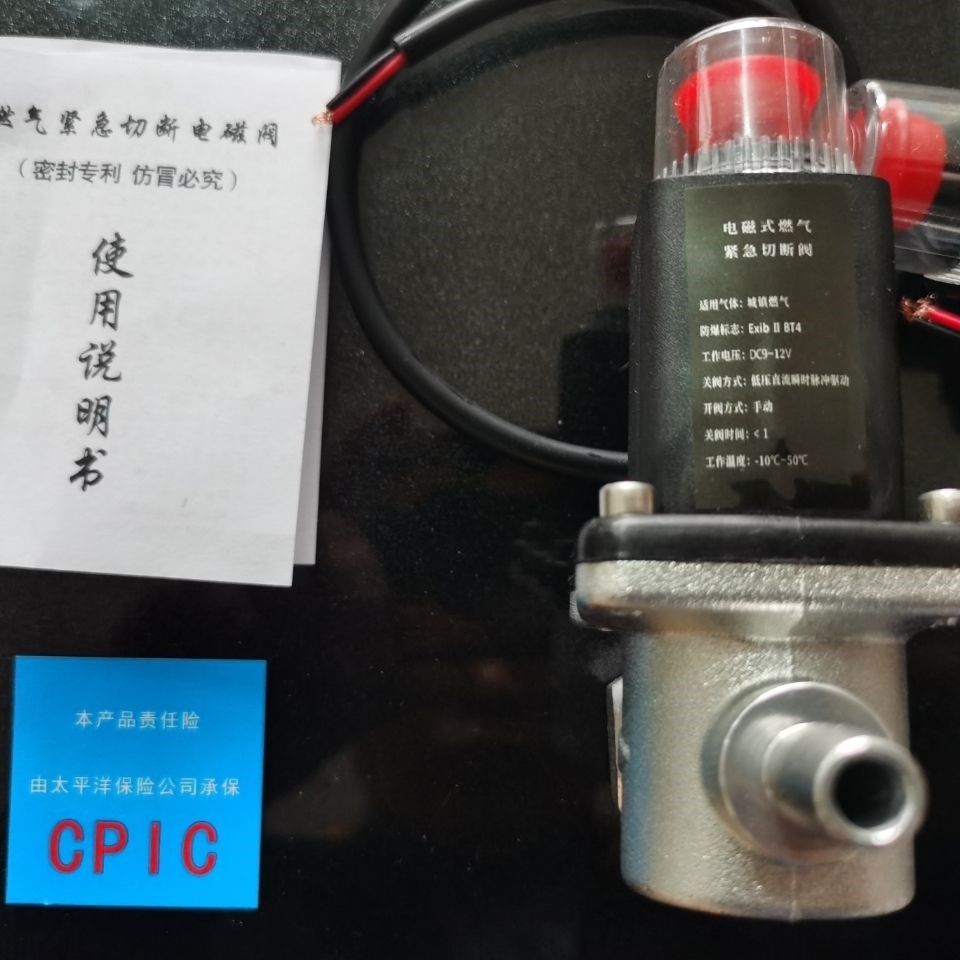 气紧急切断电磁阀
（密封专利 仿冒必究）
使用说明书
电磁式燃气
紧急切断阀
适用气体：城镇燃气
防爆标志：Exib II BT4
工作电压：DC9-12V
关阀方式：低压直流瞬时脉冲驱动
开阀方式：手动
关阀时间：< 1
工作温度：-10℃-50℃
本产品责任险
由太平洋保险公司承保
CPIC